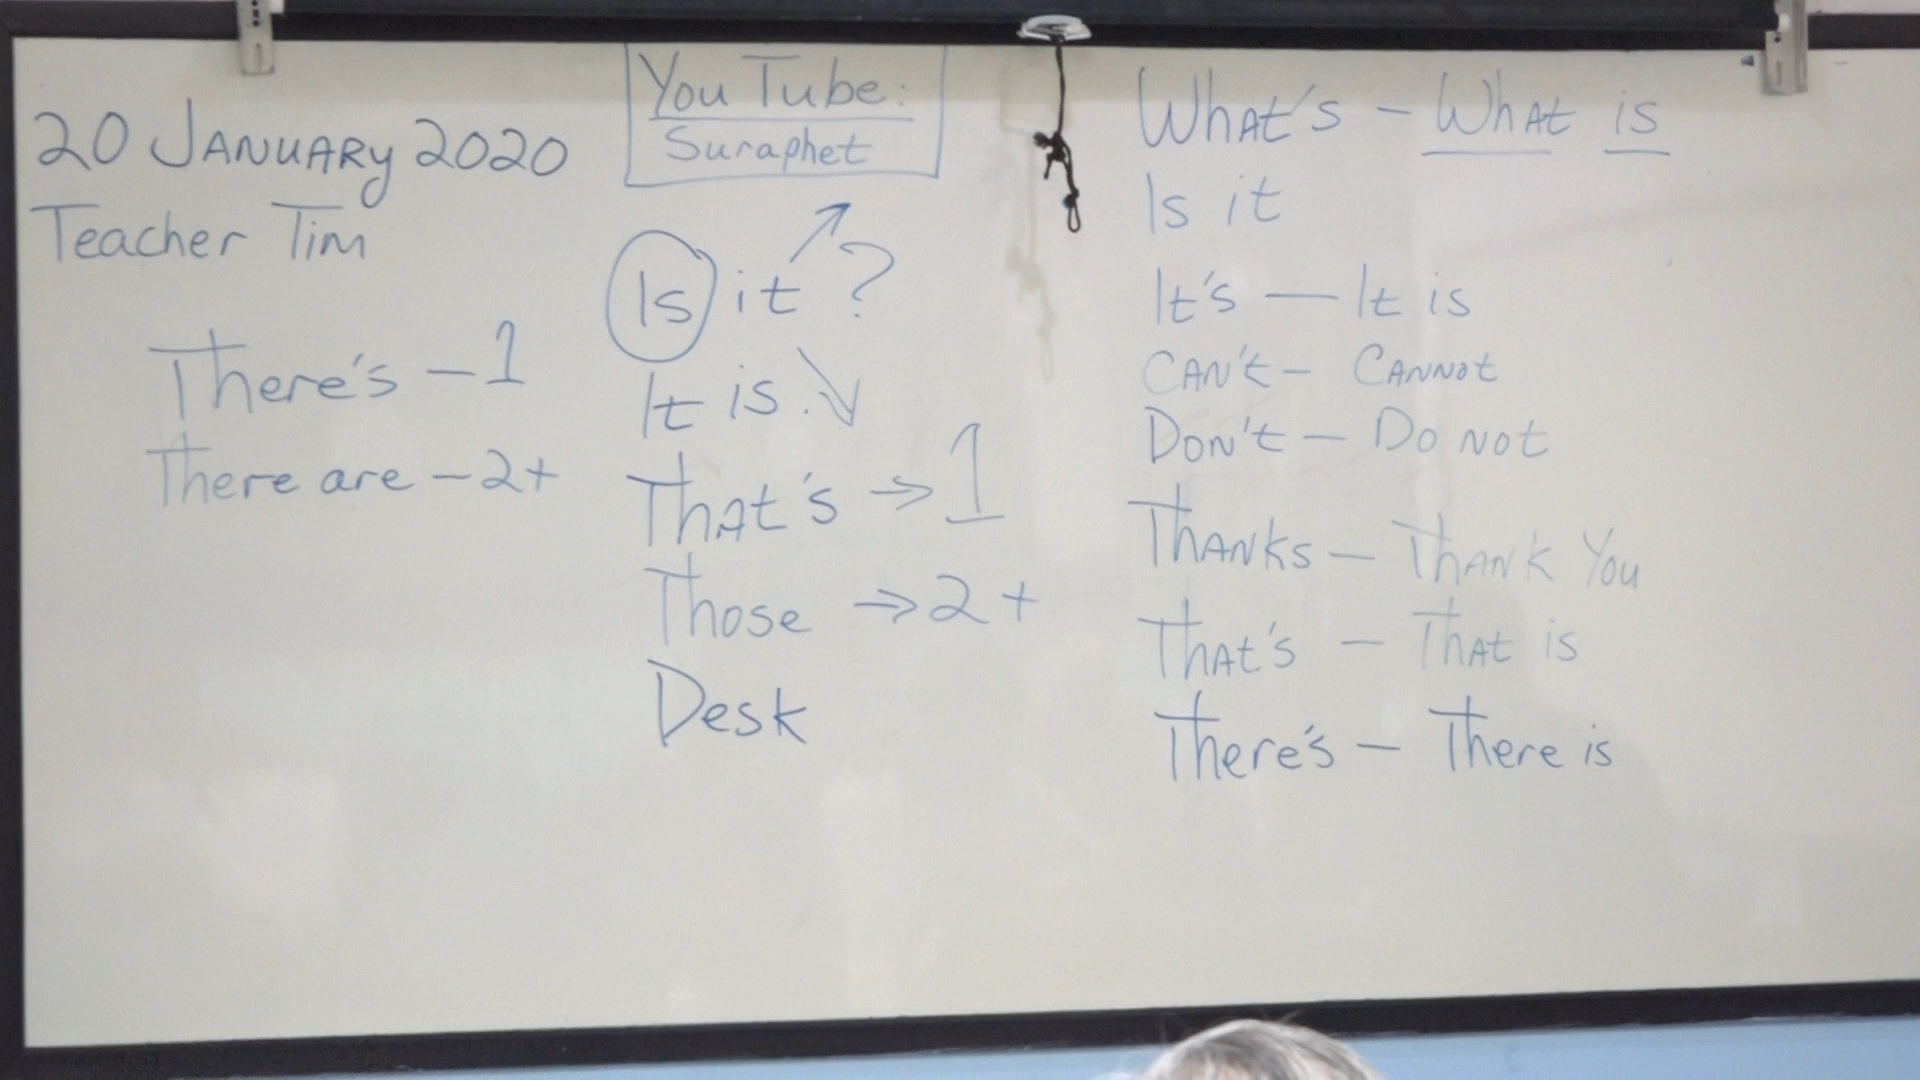 20 January 2020
Teacher Tim
There's - 1
There are - 2+
YouTube:
Suraphet
Is it ?
It is.
That's → 1
Those → 2+
Desk
What's - What is
Is it
It's — It is
Can't - Cannot
Don't - Do not
Thanks - Thank You
That's - That is
There's - There is